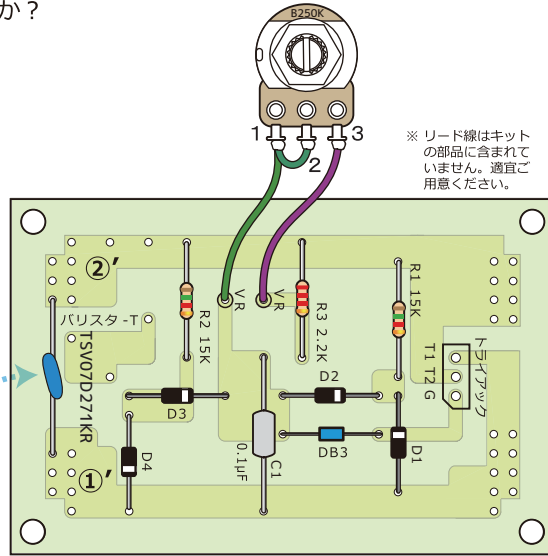 か？
B250K
1
2
3
※ リード線はキット
の部品に含まれて
いません。適宜ご
用意ください。
②′
バリスタ-T
TSV07D271KR
R2 15K
VR
VR
R3 2.2K
R1 15K
T1 T2 G
トライアック
D3
D2
D4
C1
0.1μF
DB3
D1
①′